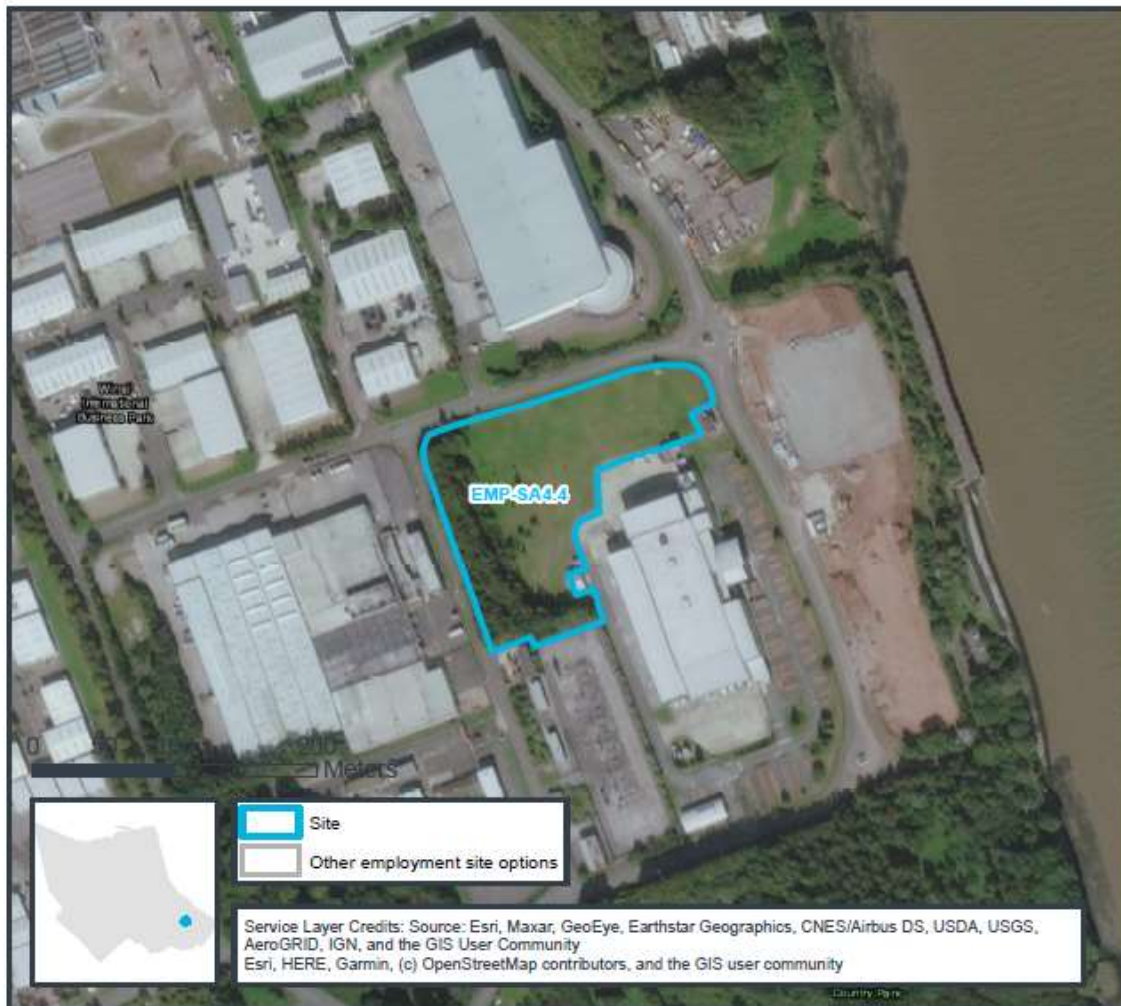 Wirral
International
Business Park
EMP-SA4.4
0
200
Meters
Site
Other employment site options
Service Layer Credits: Source: Esri, Maxar, GeoEye, Earthstar Geographics, CNES/Airbus DS, USDA, USGS,
AeroGRID, IGN, and the GIS User Community
Esri, HERE, Garmin, (c) OpenStreetMap contributors, and the GIS user community
Country Park